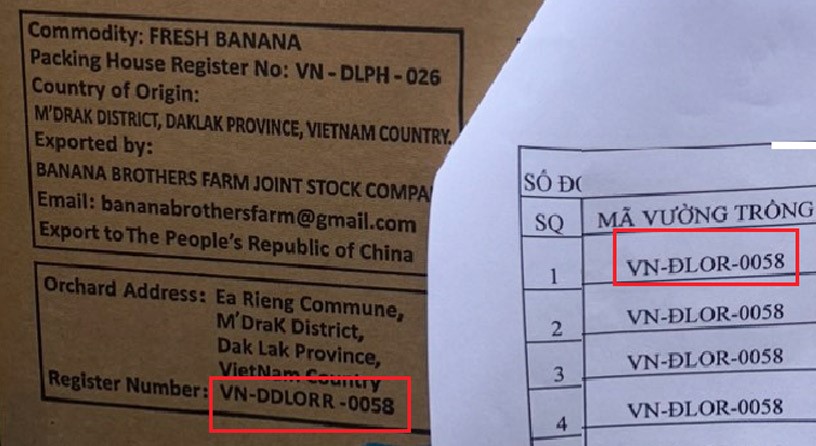 Commodity: FRESH BANANA
Packing House Register No: VN - DLPH - 026
Country of Origin:
M'DRAK DISTRICT, DAKLAK PROVINCE, VIETNAM COUNTRY.
Exported by:
BANANA BROTHERS FARM JOINT STOCK COMPA
Email: bananabrothersfarm@gmail.com
Export to The People's Republic of China
Orchard Address: Ea Rieng Commune,
M'DraK District,
Dak Lak Province,
VietNam Country
Register Number: VN-DDLORR -0058
SỐ ĐO
SQ MÃ VƯỜNG TRÔNG
1 VN-ĐLOR-0058
2 VN-ĐLOR-0058
3 VN-ĐLOR-0058
4 VN-ĐLOR-0058